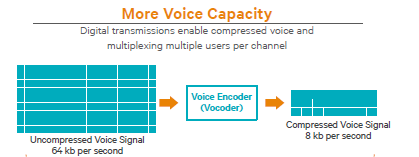 More Voice Capacity
Digital transmissions enable compressed voice and
multiplexing multiple users per channel
Voice Encoder
(Vocoder)
Uncompressed Voice Signal
64 kb per second
Compressed Voice Signal
8 kb per second